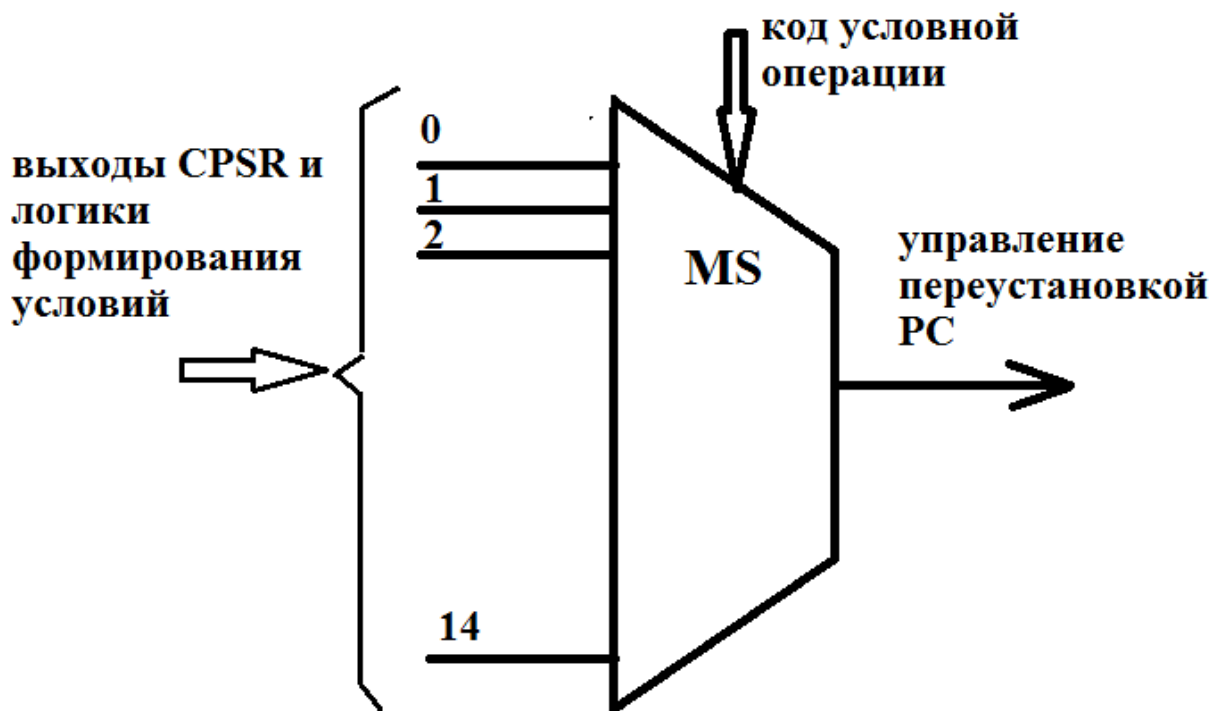 код условной
операции
выходы CPSR и
логики
формирования
условий
0
1
2
14
MS
управление
переустановкой
PC